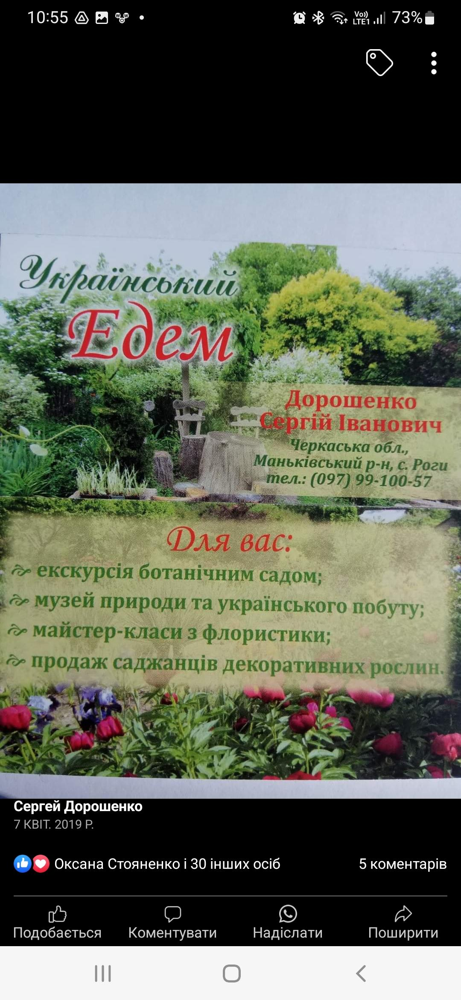 10:55
Vo)) LTE1 73%
Український
Едем
Дорошенко
Сергій Іванович
Черкаська обл.,
Маньківський р-н, с. Роги
тел.: (097) 99-100-57
Для вас:
екскурсія ботанічним садом;
музей природи та українського побуту;
майстер-класи з флористики;
продаж саджанців декоративних рослин.
Сергей Дорошенко
7 КВІТ. 2019 Р.
Оксана Стояненко і 30 інших осіб 5 коментарів
Подобається Коментувати Надіслати Поширити